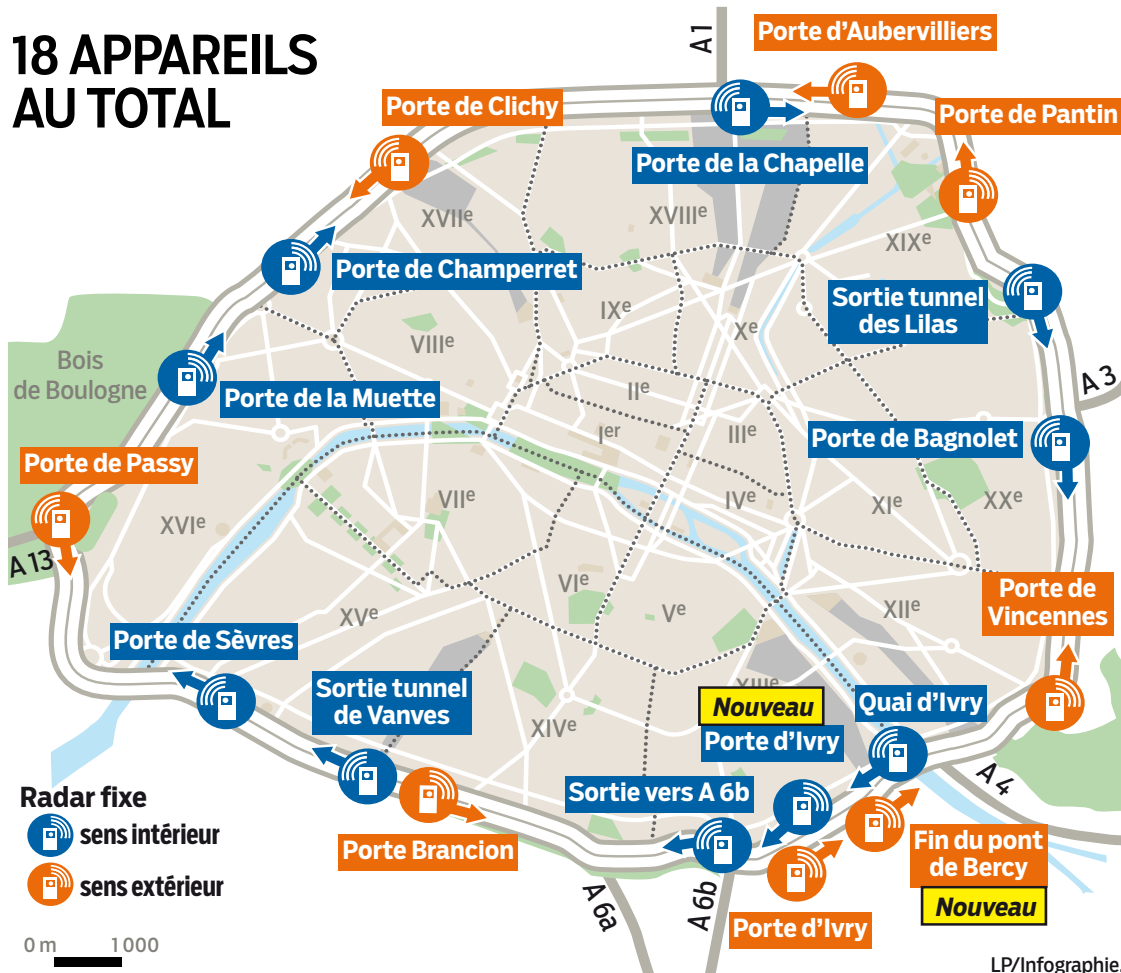 18 APPAREILS
AU TOTAL
A 1
Porte d'Aubervilliers
Porte de Clichy
Porte de Pantin
Porte de la Chapelle
XVIIe
XVIIIe
XIXe
Porte de Champerret
Sortie tunnel
des Lilas
IXe
Xe
VIIIe
Bois
de Boulogne
A 3
IIe
Porte de la Muette
Ier
IIIe
Porte de Bagnolet
Porte de Passy
VIIe
IVe
XIe
XXe
XVIe
A 13
VIe
Porte de
Vincennes
XVe
Ve
XIIe
Porte de Sèvres
Sortie tunnel
de Vanves
XIIIe
Nouveau
Porte d'Ivry
Quai d'Ivry
XIVe
A 4
Sortie vers A 6b
Radar fixe
sens intérieur
sens extérieur
Porte Brancion
Fin du pont
de Bercy
Nouveau
A 6a
A 6b
Porte d'Ivry
0 m 1 000
LP/Infographie.